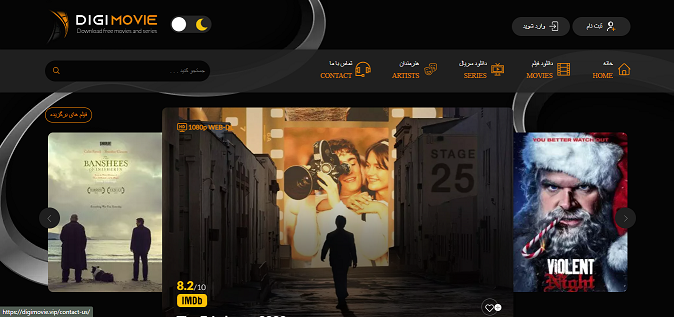 DIGIMOVIE
Download free movies and series
وارد شوید
ثبت نام
جستجو کنید ...
تماس با ما
CONTACT
هنرمندان
ARTISTS
دانلود سریال
SERIES
دانلود فیلم
MOVIES
خانه
HOME
فیلم های برگزیده
THE
BANSHEES
OF INISHERIN
HD 1080p WEB-
STAGE
25
YOU BETTER WATCH OUT
VIOLENT
Night
8.2/10
IMDb
https://digimovie.vip/contact-us/